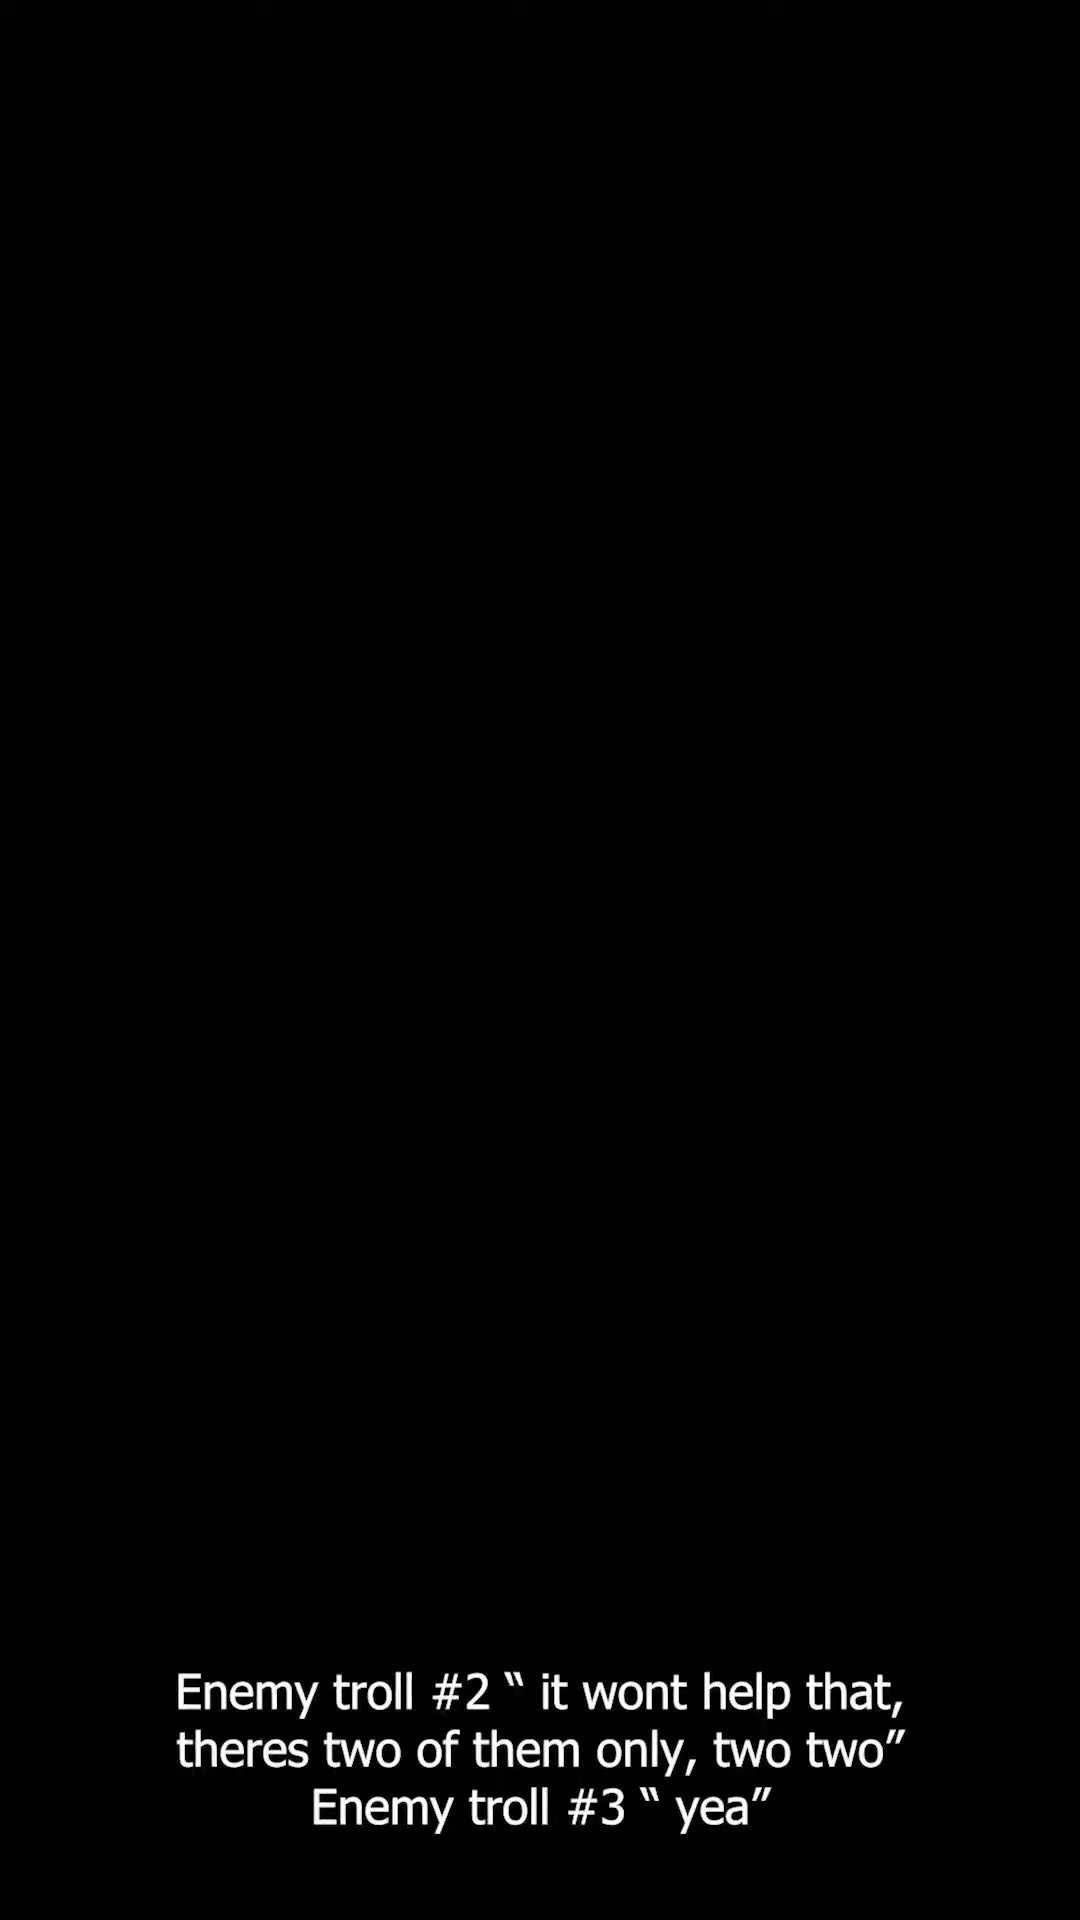 Enemy troll #2 “ it wont help that,
theres two of them only, two two”
Enemy troll #3 “ yea”